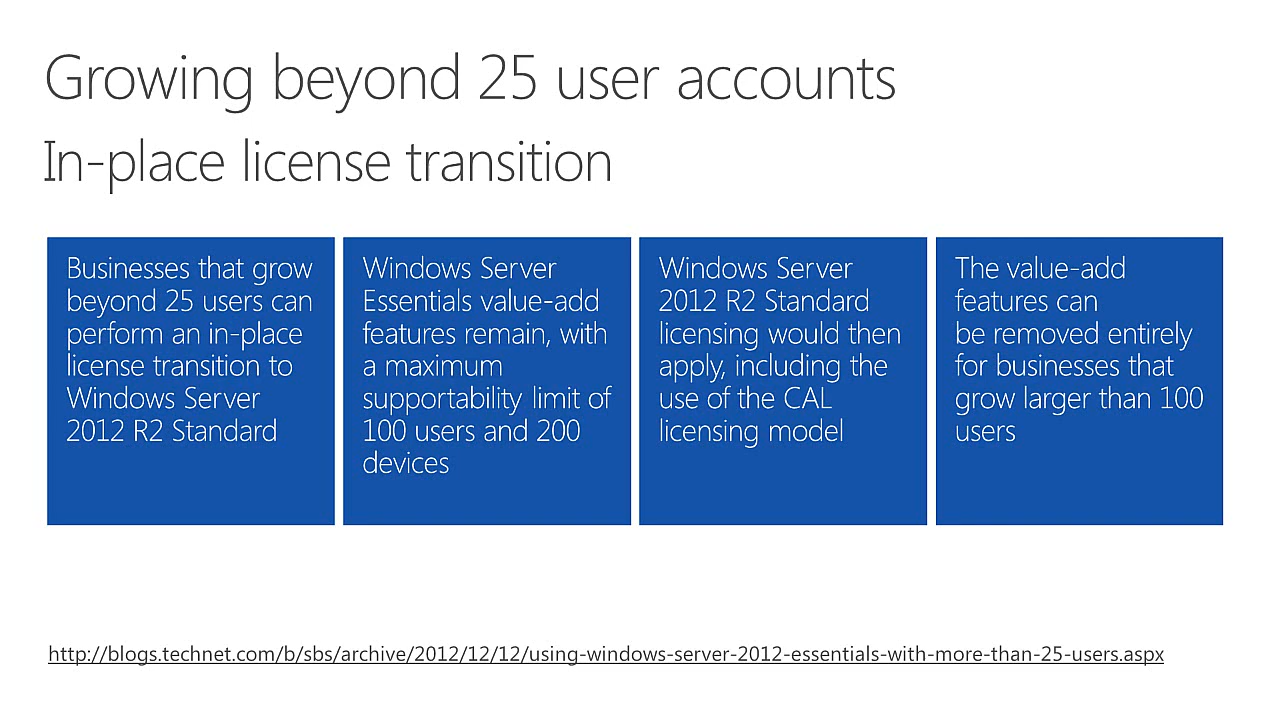 Growing beyond 25 user accounts
In-place license transition
Businesses that grow
beyond 25 users can
perform an in-place
license transition to
Windows Server
2012 R2 Standard
Windows Server
Essentials value-add
features remain, with
a maximum
supportability limit of
100 users and 200
devices
Windows Server
2012 R2 Standard
licensing would then
apply, including the
use of the CAL
licensing model
The value-add
features can
be removed entirely
for businesses that
grow larger than 100
users
http://blogs.technet.com/b/sbs/archive/2012/12/12/using-windows-server-2012-essentials-with-more-than-25-users.aspx